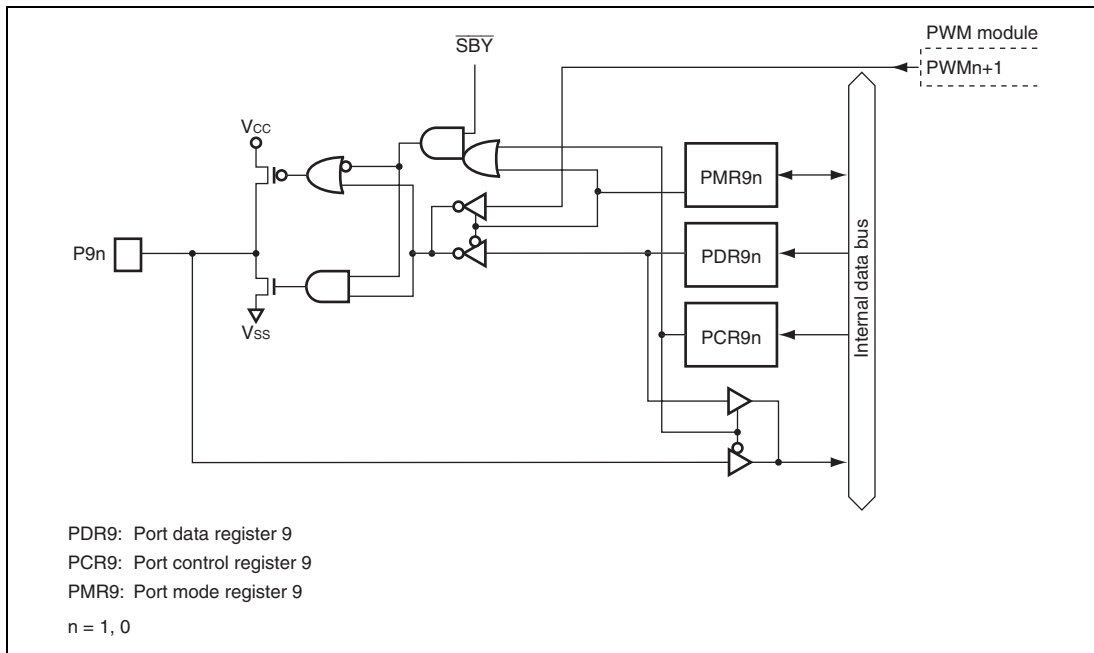 PWM module
PWMn+1
SBY
VCC
PMR9n
PDR9n
PCR9n
Internal data bus
P9n
VSS
PDR9: Port data register 9
PCR9: Port control register 9
PMR9: Port mode register 9
n = 1, 0